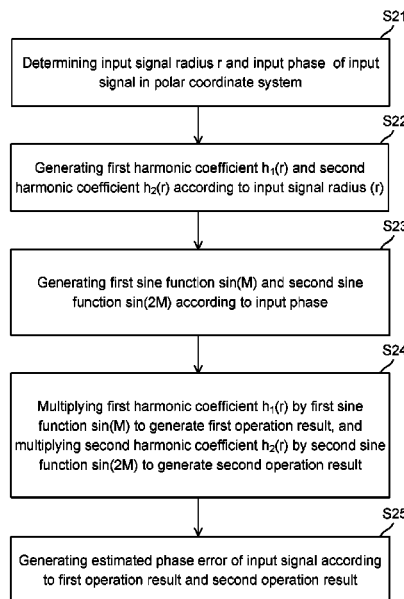 S21
Determining input signal radius r and input phase of input
signal in polar coordinate system
S22
Generating first harmonic coefficient h₁(r) and second
harmonic coefficient h₂(r) according to input signal radius (r)
S23
Generating first sine function sin(M) and second sine
function sin(2M) according to input phase
S24
Multiplying first harmonic coefficient h₁(r) by first sine
function sin(M) to generate first operation result, and
multiplying second harmonic coefficient h₂(r) by second sine
function sin(2M) to generate second operation result
S25
Generating estimated phase error of input signal according
to first operation result and second operation result